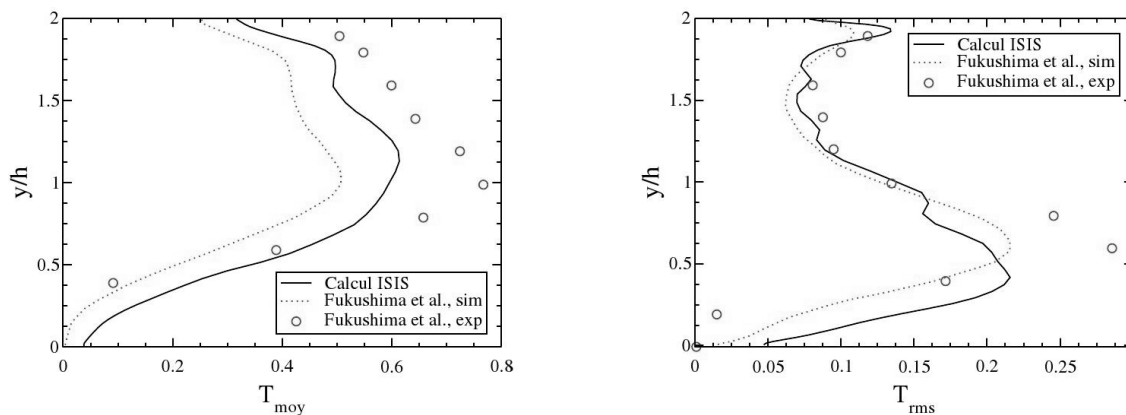 2
1.5
y/h
1
0.5
0
Calcul ISIS
Fukushima et al., sim
Fukushima et al., exp
0 0.2 0.4 0.6 0.8
T_moy
2
1.5
y/h
1
0.5
0
Calcul ISIS
Fukushima et al., sim
Fukushima et al., exp
0 0.05 0.1 0.15 0.2 0.25
T_rms